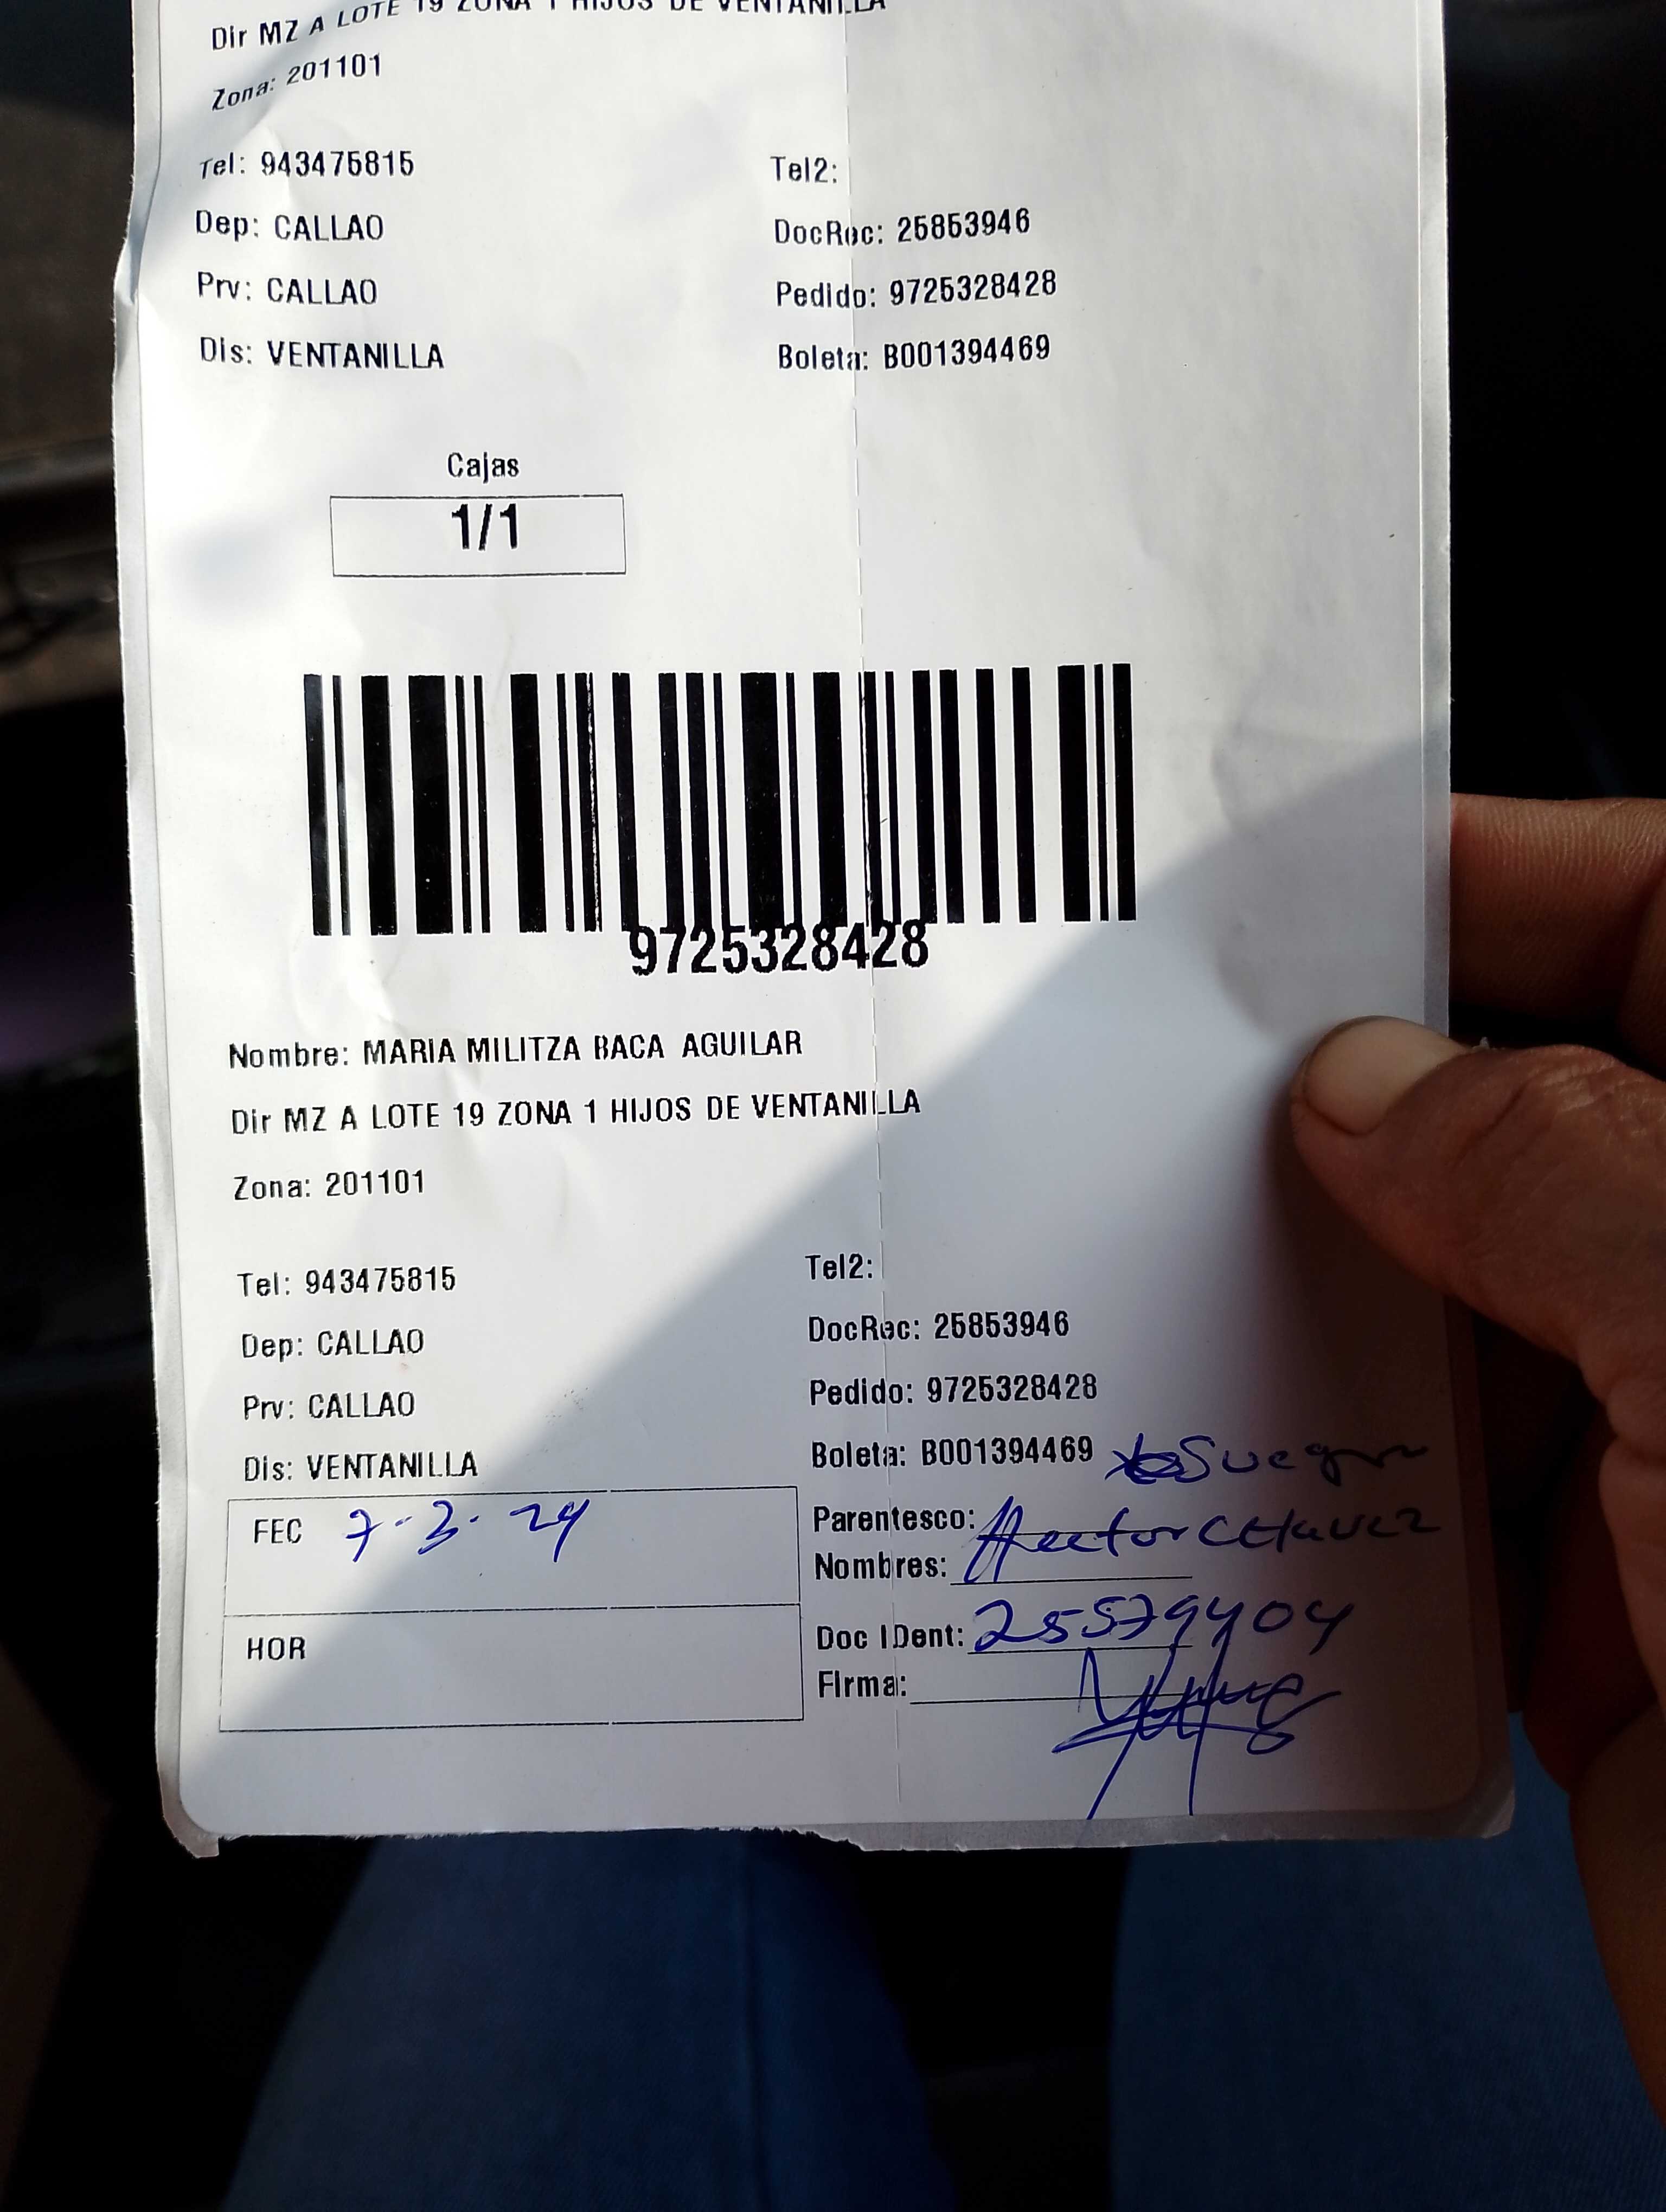 Dir MZ A LOTE 19 ZONA 1 HIJOS DE VENTANILLA
Zona: 201101
Tel: 943475815 Tel2:
Dep: CALLAO DocRec: 25853946
Prv: CALLAO Pedido: 9725328428
Dis: VENTANILLA Boleta: B001394469
Cajas
1/1
9725328428
Nombre: MARIA MILITZA BACA AGUILAR
Dir MZ A LOTE 19 ZONA 1 HIJOS DE VENTANILLA
Zona: 201101
Tel: 943475815 Tel2:
Dep: CALLAO DocRec: 25853946
Prv: CALLAO Pedido: 9725328428
Dis: VENTANILLA Boleta: B001394469
FEC 7-3-24 Parentesco: Suegro
Nombres: Hector CHavez
HOR Doc IDent: 25579404
Firma: